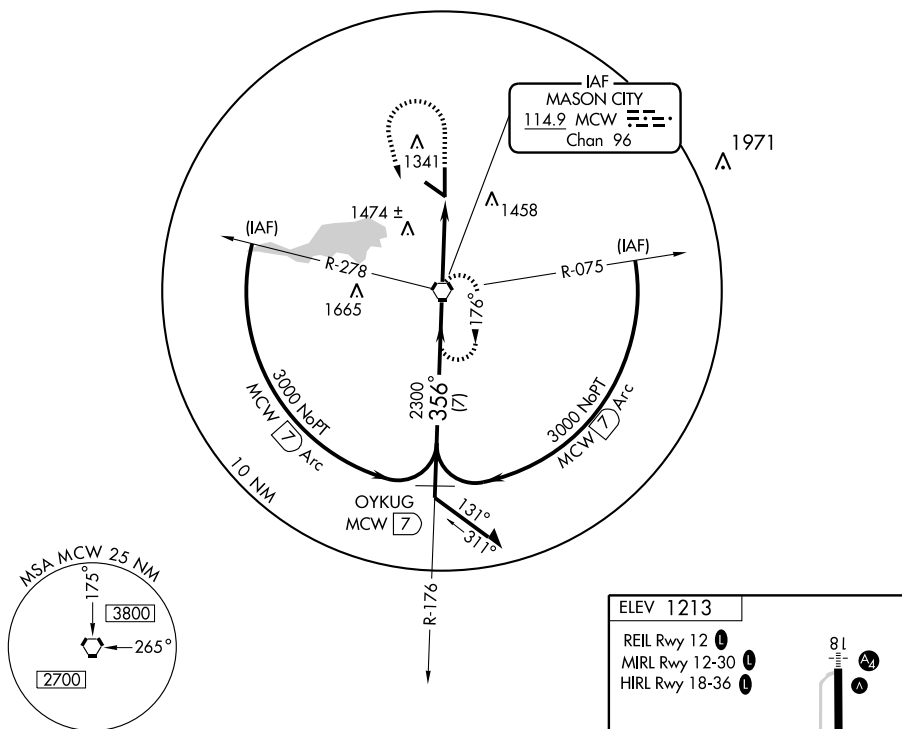 IAF
MASON CITY
114.9 MCW
Chan 96
1971
1341
1458
1474 ±
(IAF)
(IAF)
R-278
R-075
1665
176°
2300
356°
(7)
3000 NoPT
MCW 7 Arc
3000 NoPT
MCW 7 Arc
10 NM
OYKUG
MCW 7
131°
311°
R-176
MSA MCW 25 NM
175°
3800
265°
2700
ELEV 1213
REIL Rwy 12 L
MIRL Rwy 12-30 L
HIRL Rwy 18-36 L
18
A4